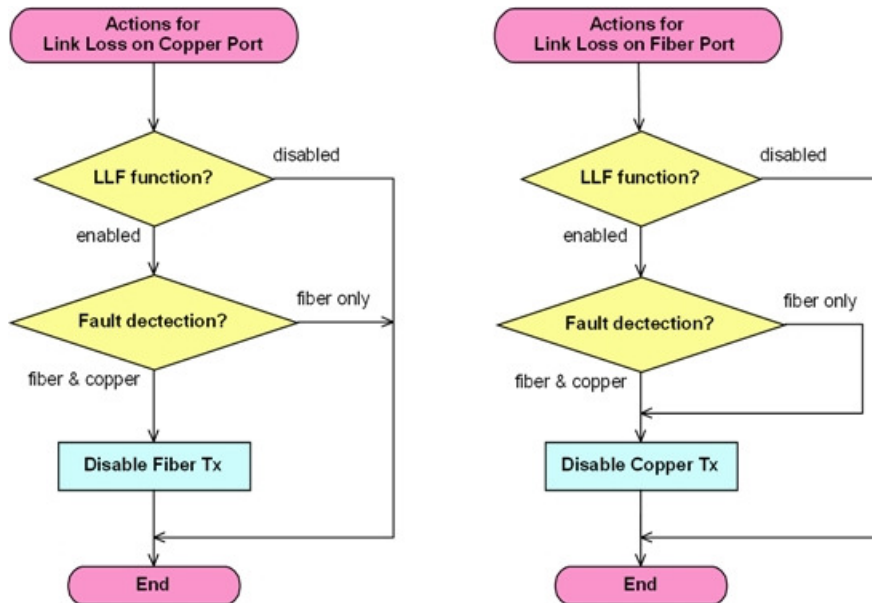 Actions for
Link Loss on Copper Port
LLF function?
disabled
enabled
Fault dectection?
fiber only
fiber & copper
Disable Fiber Tx
End
Actions for
Link Loss on Fiber Port
LLF function?
disabled
enabled
Fault dectection?
fiber only
fiber & copper
Disable Copper Tx
End